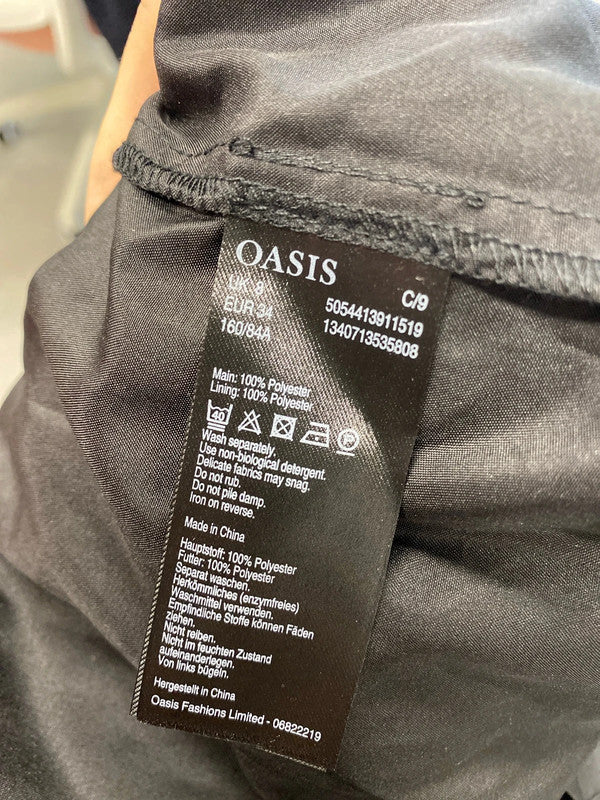 OASIS
UK 8 C/9
EUR 34 5054413911519
160/84A 1340713535808
Main: 100% Polyester
Lining: 100% Polyester
40 P
Wash separately.
Use non-biological detergent.
Delicate fabrics may snag.
Do not rub.
Do not pile damp.
Iron on reverse.
Made in China
Hauptstoff: 100% Polyester
Futter: 100% Polyester
Separat waschen.
Herkömmliches (enzymfreies)
Waschmittel verwenden.
Empfindliche Stoffe können Fäden
ziehen.
Nicht reiben.
Nicht im feuchten Zustand
aufeinanderlegen.
Von links bügeln.
Hergestellt in China
Oasis Fashions Limited - 06822219